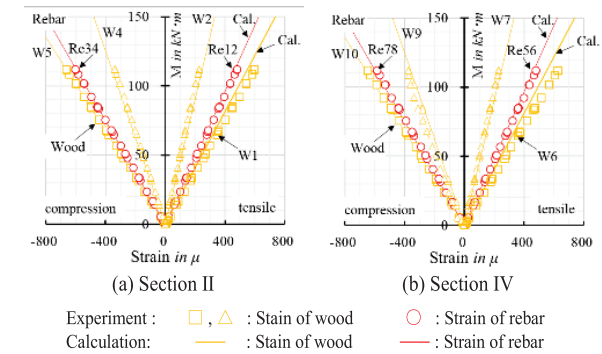 Rebar
W4
W2
Cal.
W5
Re34
Re12
Cal.
Wood
W1
M in kN•m
150
100
50
0
compression
tensile
-800
-400
0
400
800
Strain in μ
(a) Section II
W9
W7
Cal.
W10
Re78
Re56
Cal.
Wood
W6
M in kN•m
150
100
50
0
compression
tensile
-800
-400
0
400
800
Strain in μ
(b) Section IV
Experiment : , : Stain of wood : Strain of rebar
Calculation: : Stain of wood : Strain of rebar